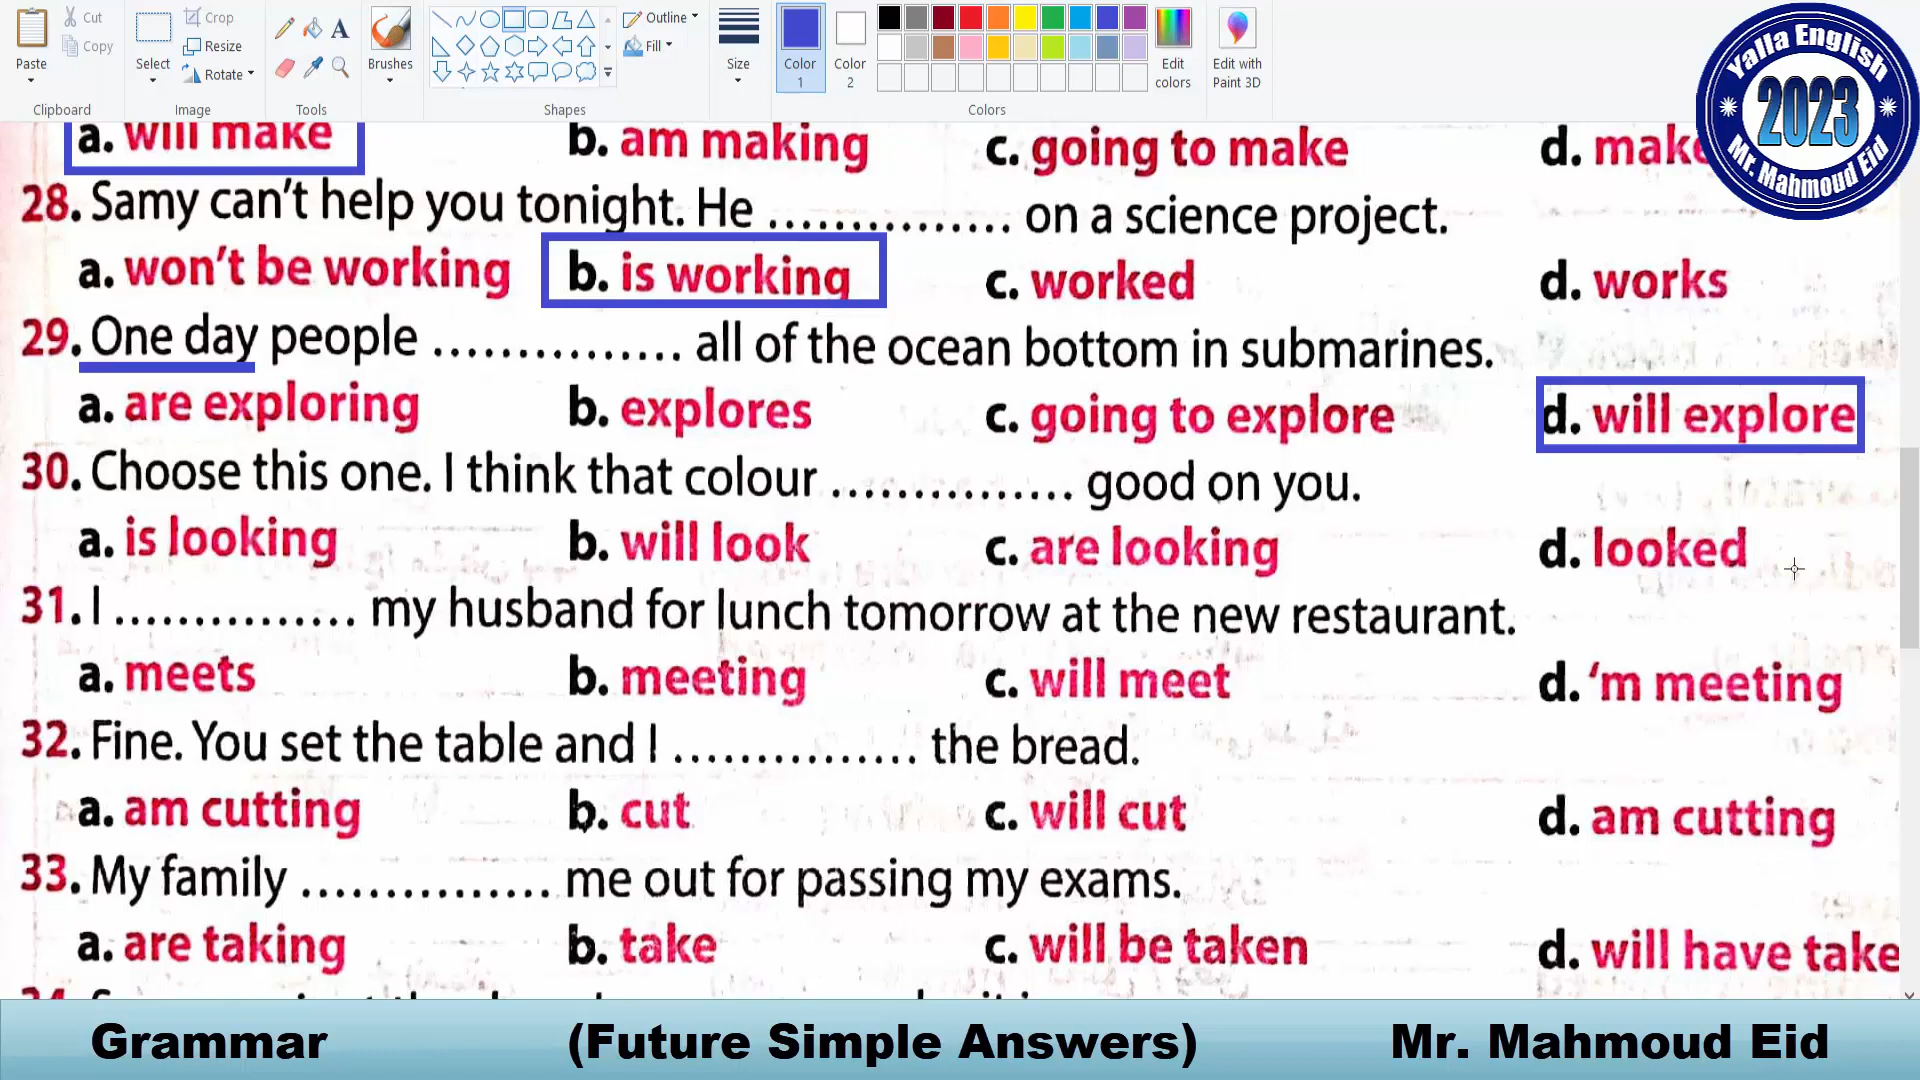 Paste
Cut
Copy
Clipboard
Select
Crop
Resize
Rotate
Image
A
Tools
Brushes
Shapes
Outline
Fill
Size
Color 1
Color 2
Colors
Edit colors
Edit with Paint 3D
Yalla English
2023
Mr. Mahmoud Eid
a. will make b. am making c. going to make d. make
28. Samy can't help you tonight. He ............... on a science project.
a. won't be working b. is working c. worked d. works
29. One day people ............... all of the ocean bottom in submarines.
a. are exploring b. explores c. going to explore d. will explore
30. Choose this one. I think that colour ............... good on you.
a. is looking b. will look c. are looking d. looked
31. I ............... my husband for lunch tomorrow at the new restaurant.
a. meets b. meeting c. will meet d. 'm meeting
32. Fine. You set the table and I ............... the bread.
a. am cutting b. cut c. will cut d. am cutting
33. My family ............... me out for passing my exams.
a. are taking b. take c. will be taken d. will have take
Grammar (Future Simple Answers) Mr. Mahmoud Eid